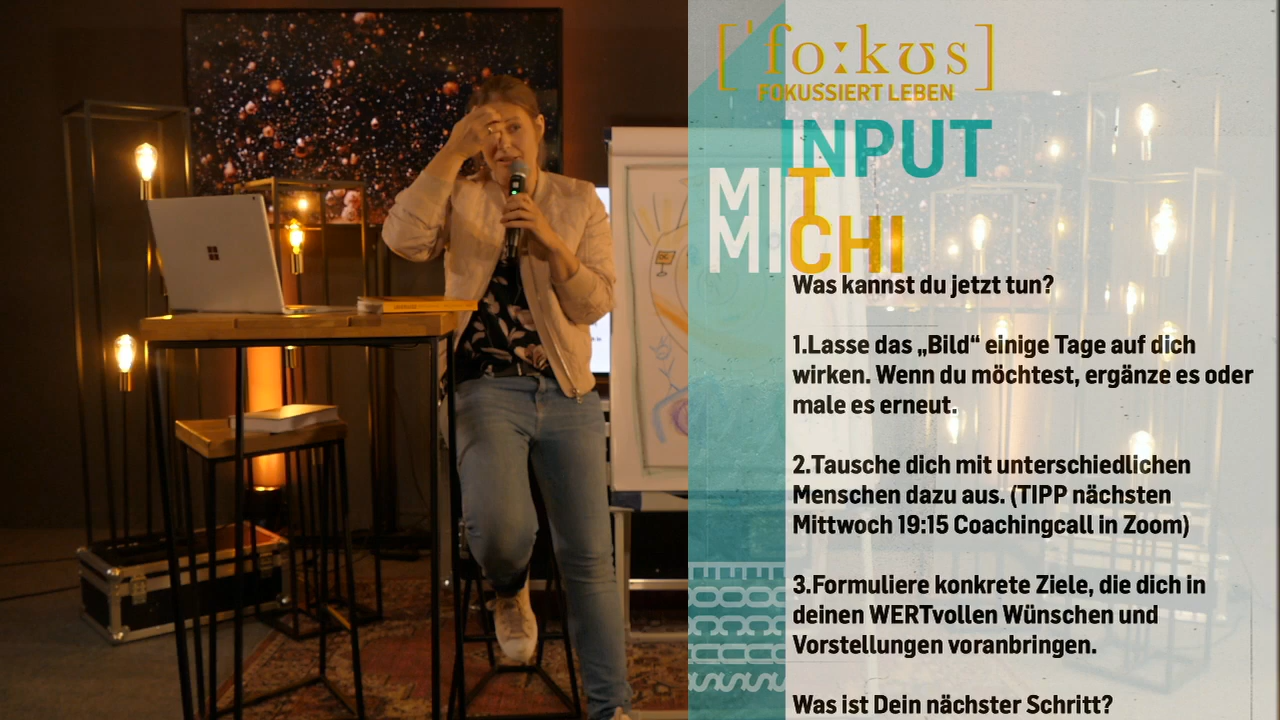 [ˈfoːkʊs]
FOKUSSIERT LEBEN
INPUT
MIT
MICHI
Was kannst du jetzt tun?
1.Lasse das „Bild“ einige Tage auf dich
wirken. Wenn du möchtest, ergänze es oder
male es erneut.
2.Tausche dich mit unterschiedlichen
Menschen dazu aus. (TIPP nächsten
Mittwoch 19:15 Coachingcall in Zoom)
3.Formuliere konkrete Ziele, die dich in
deinen WERTvollen Wünschen und
Vorstellungen voranbringen.
Was ist Dein nächster Schritt?